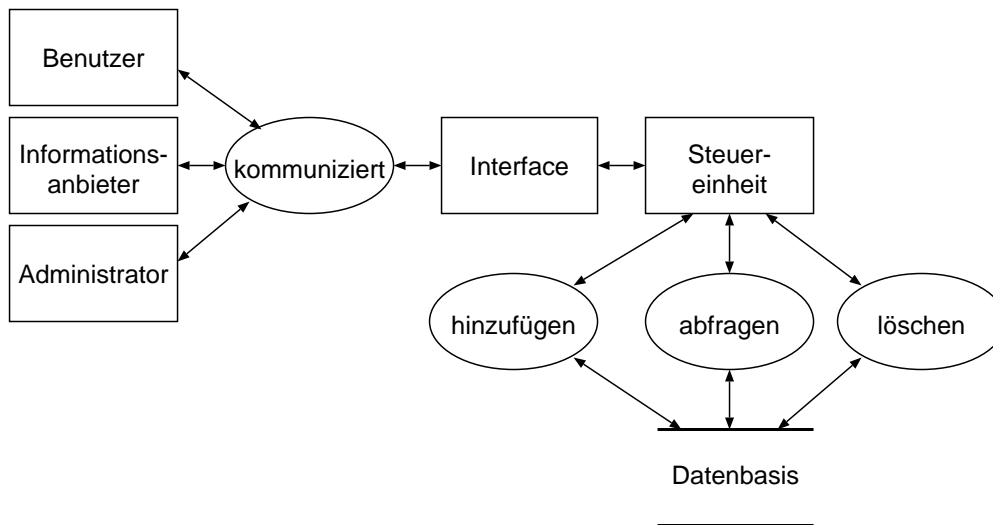 Benutzer
Informations-
anbieter
Administrator
kommuniziert
Interface
Steuer-
einheit
hinzufügen
abfragen
löschen
Datenbasis